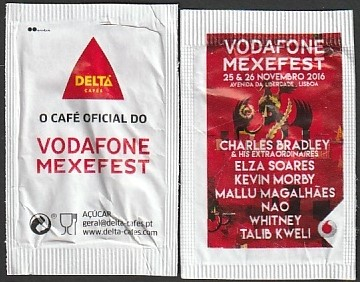 DELTA
CAFÉS
O CAFÉ OFICIAL DO
VODAFONE
MEXEFEST
AÇÚCAR
geral@delta-cafes.pt
www.delta-cafes.com
VODAFONE
MEXEFEST
25 & 26 NOVEMBRO 2016
AVENIDA DA LIBERDADE, LISBOA
CHARLES BRADLEY
& HIS EXTRAORDINAIRES
ELZA SOARES
KEVIN MORBY
MALLU MAGALHÃES
NAO
WHITNEY
TALIB KWELI